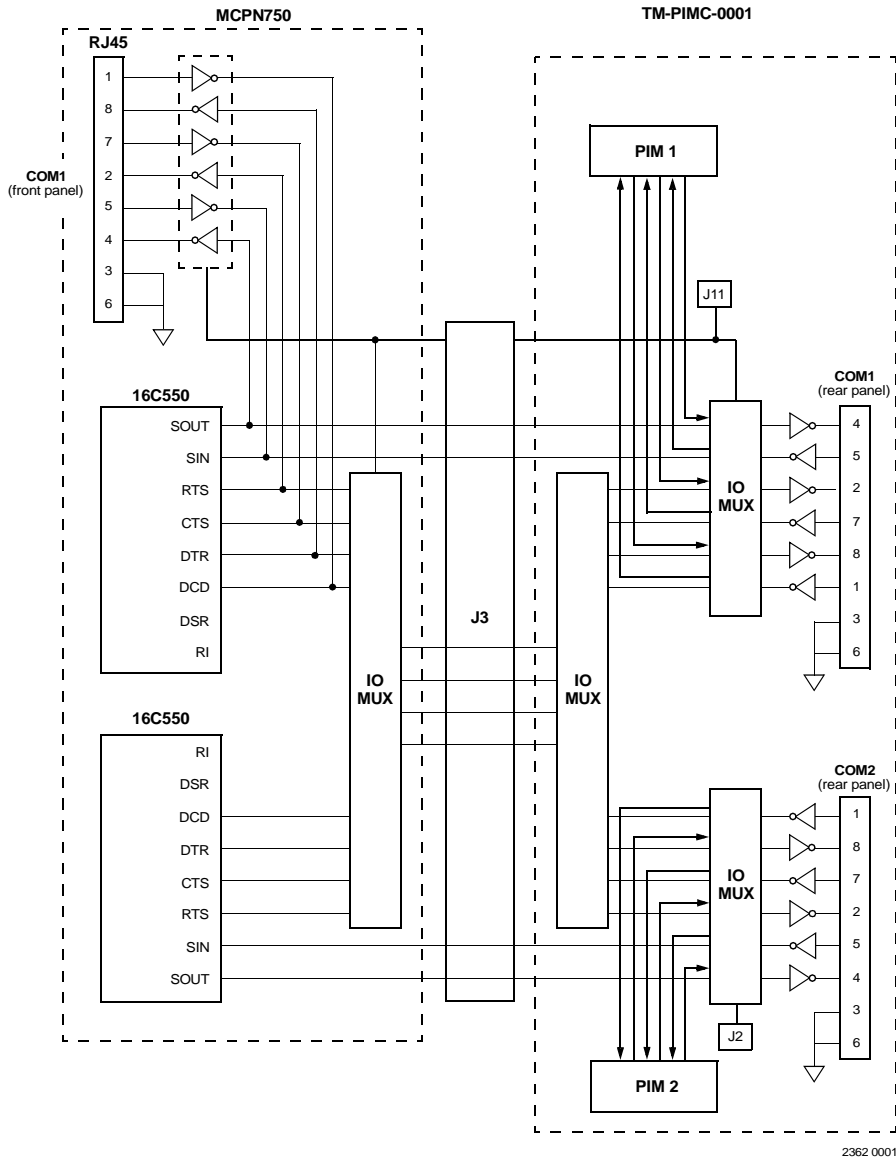 MCPN750
TM-PIMC-0001
RJ45
1
8
7
2
5
4
3
6
COM1
(front panel)
PIM 1
J11
COM1
(rear panel)
4
5
2
7
8
1
3
6
IO
MUX
16C550
SOUT
SIN
RTS
CTS
DTR
DCD
DSR
RI
IO
MUX
J3
IO
MUX
16C550
RI
DSR
DCD
DTR
CTS
RTS
SIN
SOUT
COM2
(rear panel)
1
8
7
2
5
4
3
6
IO
MUX
J2
PIM 2
2362 0001